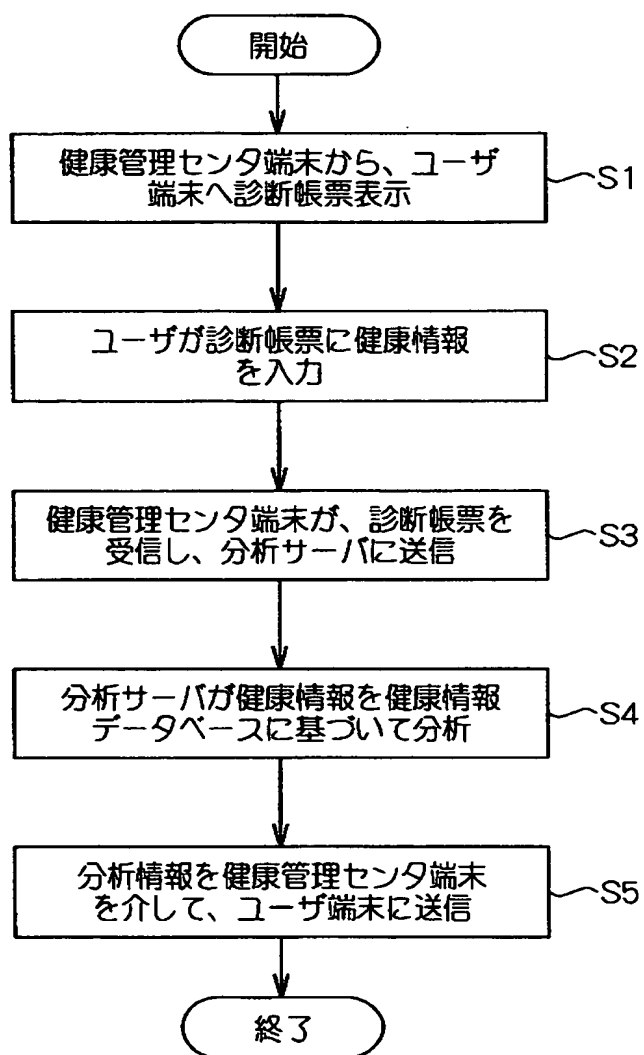 開始
健康管理センタ端末から、ユーザ
端末へ診断帳票表示
S1
ユーザが診断帳票に健康情報
を入力
S2
健康管理センタ端末が、診断帳票を
受信し、分析サーバに送信
S3
分析サーバが健康情報を健康情報
データベースに基づいて分析
S4
分析情報を健康管理センタ端末
を介して、ユーザ端末に送信
S5
終了